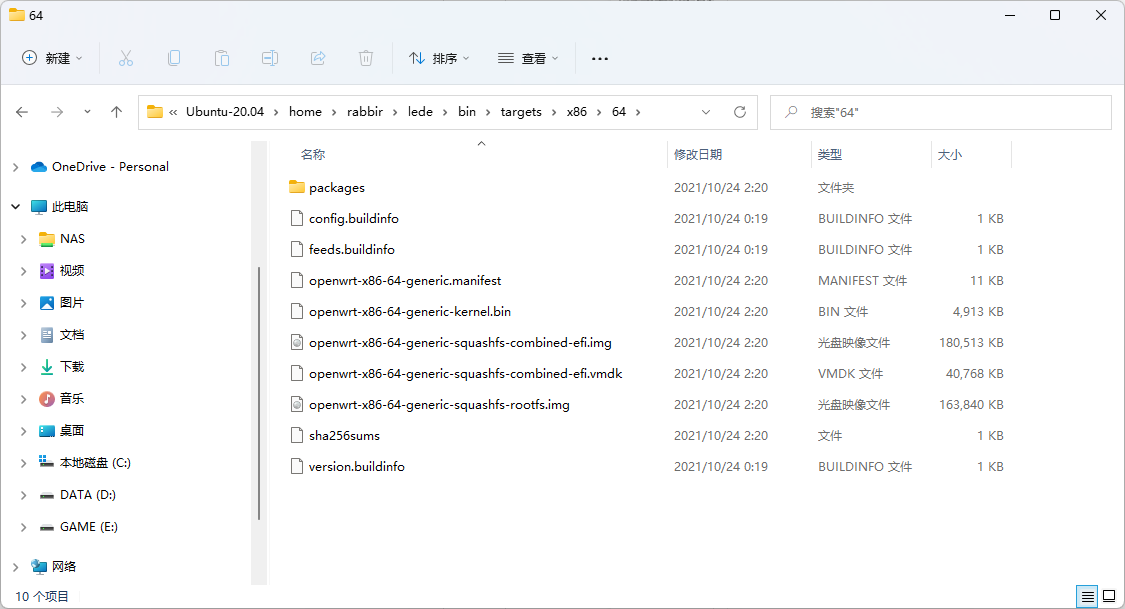 64
新建 排序 查看
« Ubuntu-20.04 › home › rabbir › lede › bin › targets › x86 › 64 › 搜索"64"
OneDrive - Personal
此电脑
NAS
视频
图片
文档
下载
音乐
桌面
本地磁盘 (C:)
DATA (D:)
GAME (E:)
网络
名称 修改日期 类型 大小
packages 2021/10/24 2:20 文件夹
config.buildinfo 2021/10/24 0:19 BUILDINFO 文件 1 KB
feeds.buildinfo 2021/10/24 0:19 BUILDINFO 文件 1 KB
openwrt-x86-64-generic.manifest 2021/10/24 2:20 MANIFEST 文件 11 KB
openwrt-x86-64-generic-kernel.bin 2021/10/24 2:20 BIN 文件 4,913 KB
openwrt-x86-64-generic-squashfs-combined-efi.img 2021/10/24 2:20 光盘映像文件 180,513 KB
openwrt-x86-64-generic-squashfs-combined-efi.vmdk 2021/10/24 2:20 VMDK 文件 40,768 KB
openwrt-x86-64-generic-squashfs-rootfs.img 2021/10/24 2:20 光盘映像文件 163,840 KB
sha256sums 2021/10/24 2:20 文件 1 KB
version.buildinfo 2021/10/24 0:19 BUILDINFO 文件 1 KB
10 个项目